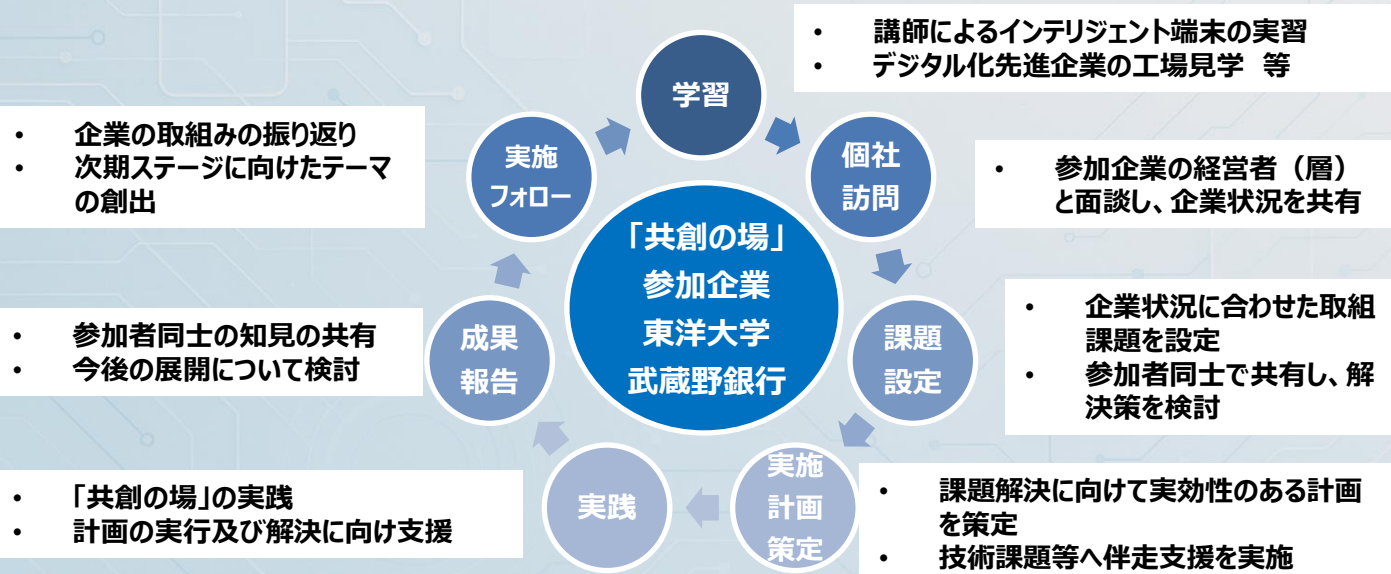 学習
• 講師によるインテリジェント端末の実習
• デジタル化先進企業の工場見学 等
個社
訪問
• 参加企業の経営者（層）
と面談し、企業状況を共有
課題
設定
• 企業状況に合わせた取組
課題を設定
• 参加者同士で共有し、解
決策を検討
実施
計画
策定
• 課題解決に向けて実効性のある計画
を策定
• 技術課題等へ伴走支援を実施
実践
• 「共創の場」の実践
• 計画の実行及び解決に向け支援
成果
報告
• 参加者同士の知見の共有
• 今後の展開について検討
実施
フォロー
• 企業の取組みの振り返り
• 次期ステージに向けたテーマ
の創出
「共創の場」
参加企業
東洋大学
武蔵野銀行